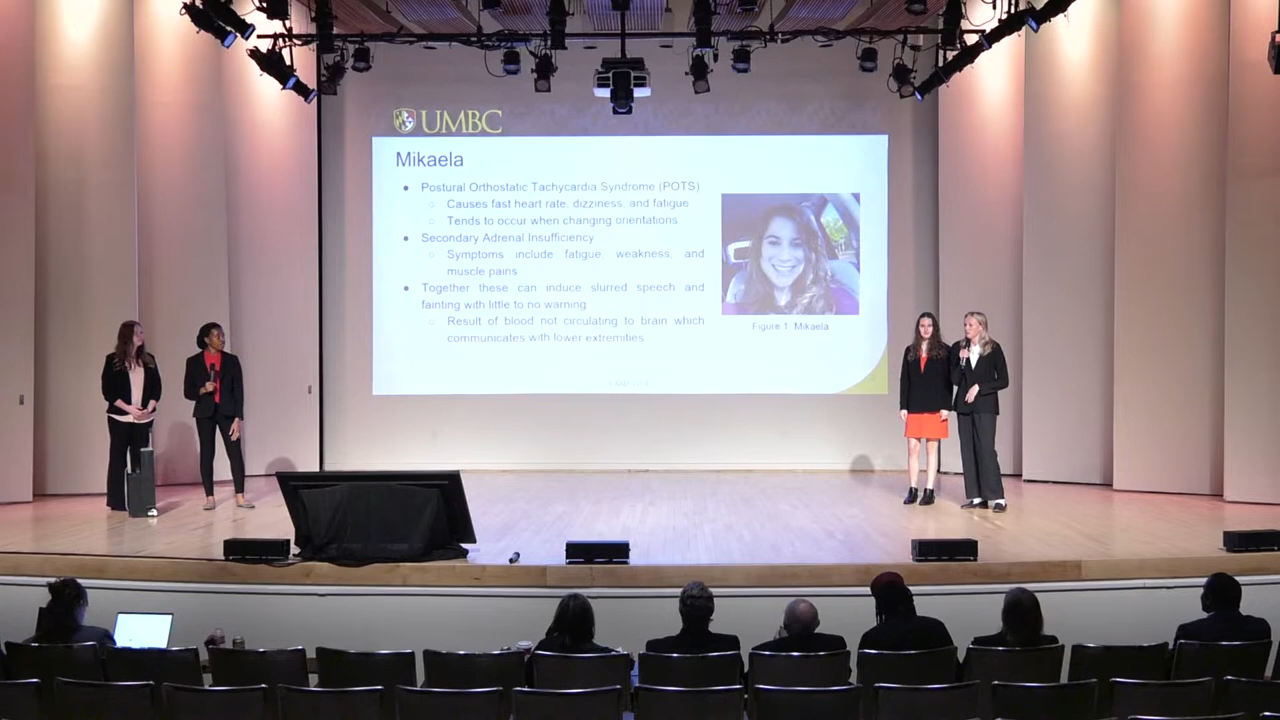 UMBC
Mikaela
● Postural Orthostatic Tachycardia Syndrome (POTS)
○ Causes fast heart rate, dizziness, and fatigue
○ Tends to occur when changing orientations
● Secondary Adrenal Insufficiency
○ Symptoms include fatigue, weakness, and
muscle pains
● Together these can induce slurred speech and
fainting with little to no warning
○ Result of blood not circulating to brain which
communicates with lower extremities
Figure 1. Mikaela